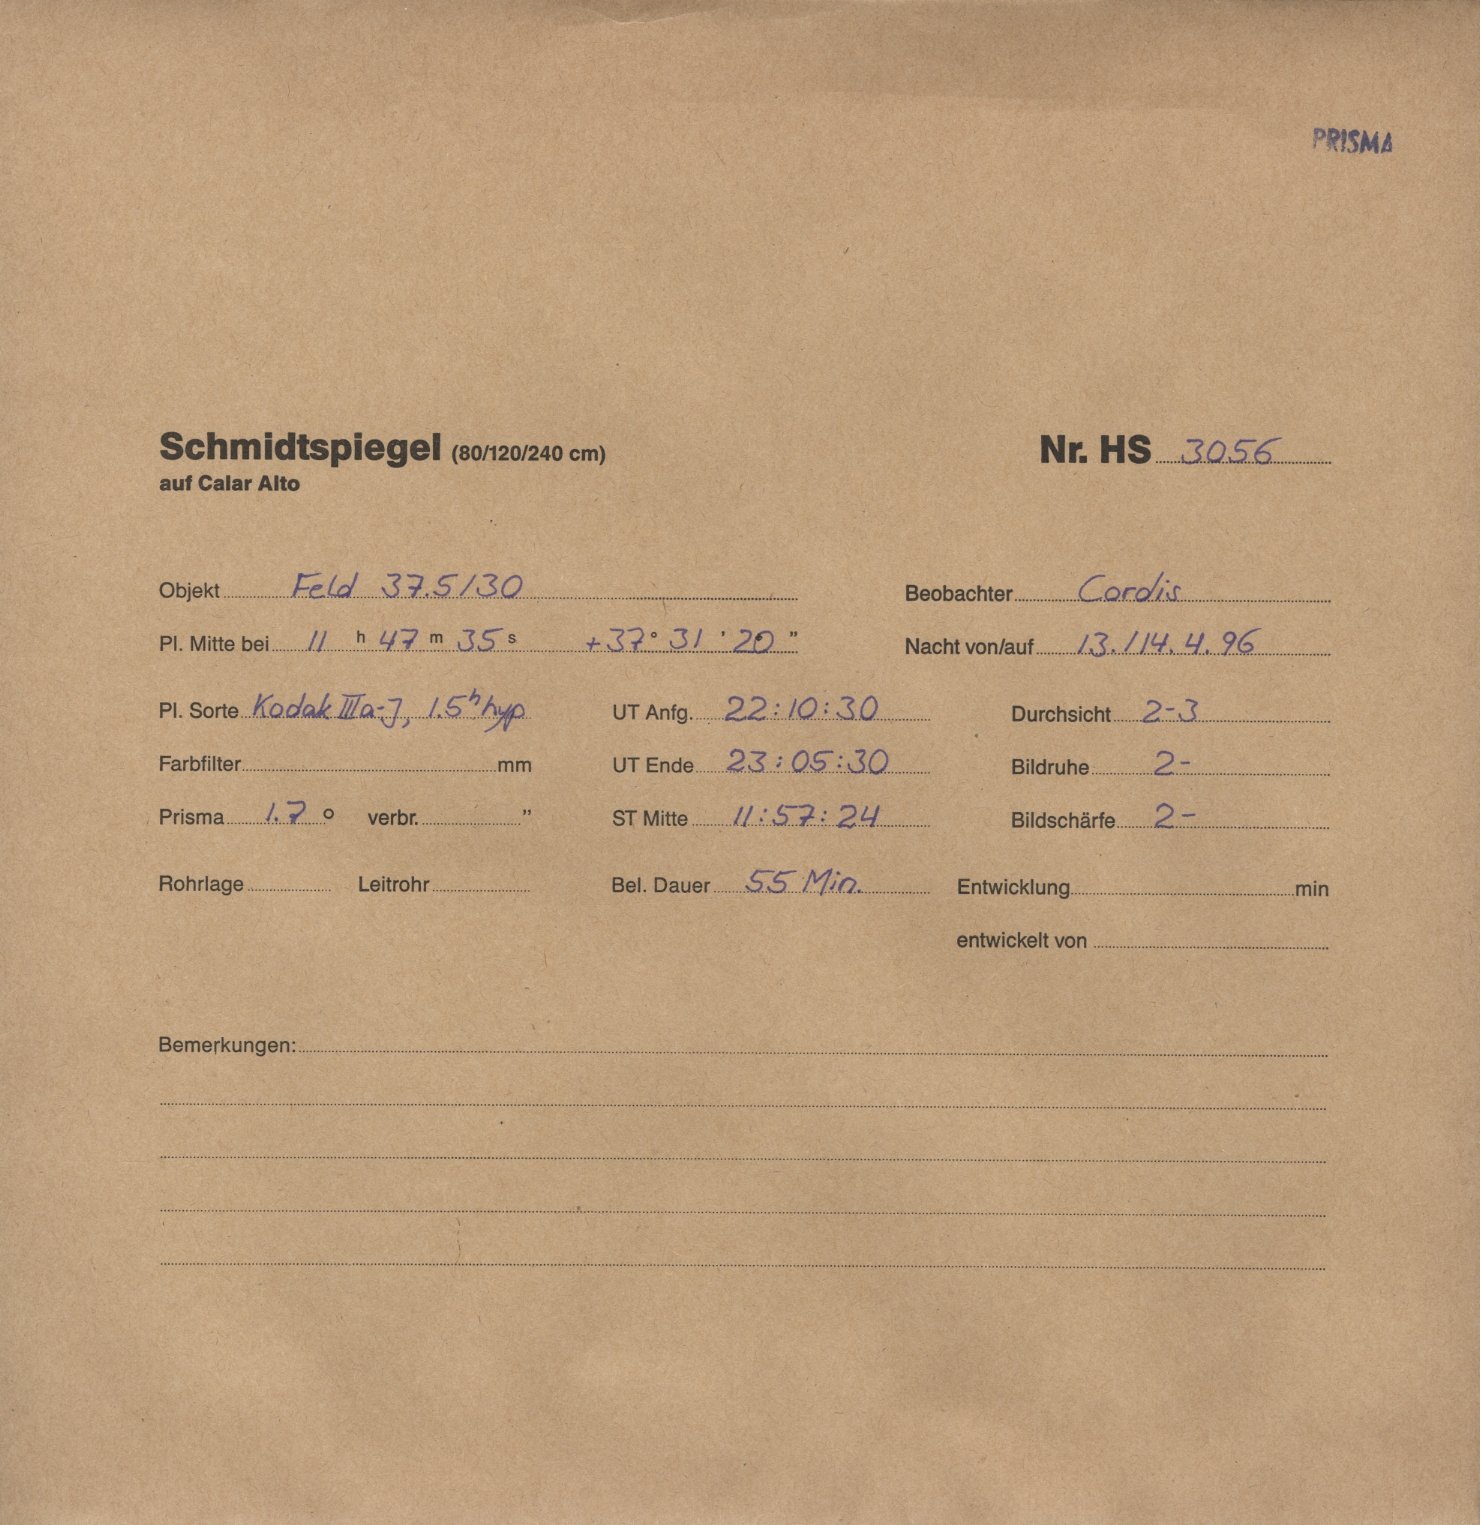 PRISMA
Schmidtspiegel (80/120/240 cm) Nr. HS 3056
auf Calar Alto
Objekt Feld 37.5/30 Beobachter Cordis
Pl. Mitte bei 11 h 47 m 35 s +37° 31 ' 20 " Nacht von/auf 13./14.4.96
Pl. Sorte Kodak IIIa-J, 1.5h hyp UT Anfg. 22:10:30 Durchsicht 2-3
Farbfilter mm UT Ende 23:05:30 Bildruhe 2-
Prisma 1.7 ° verbr. " ST Mitte 11:57:24 Bildschärfe 2-
Rohrlage Leitrohr Bel. Dauer 55 Min. Entwicklung min
entwickelt von
Bemerkungen: